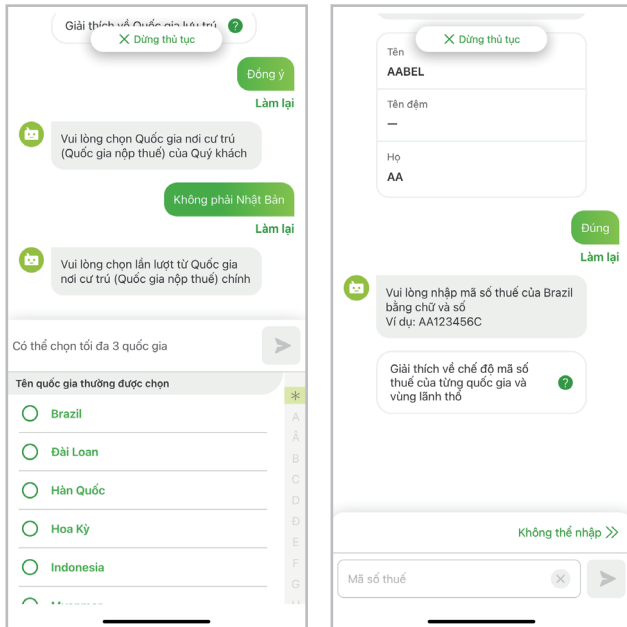 Giải thích về Quốc gia lưu trú
Dừng thủ tục
Đồng ý
Làm lại
Vui lòng chọn Quốc gia nơi cư trú
(Quốc gia nộp thuế) của Quý khách
Không phải Nhật Bản
Làm lại
Vui lòng chọn lần lượt từ Quốc gia
nơi cư trú (Quốc gia nộp thuế) chính
Có thể chọn tối đa 3 quốc gia
Tên quốc gia thường được chọn
Brazil
Đài Loan
Hàn Quốc
Hoa Kỳ
Indonesia
*
A
Â
B
C
D
Đ
E
F
G
Dừng thủ tục
Tên
AABEL
Tên đệm
—
Họ
AA
Đúng
Làm lại
Vui lòng nhập mã số thuế của Brazil
bằng chữ và số
Ví dụ: AA123456C
Giải thích về chế độ mã số
thuế của từng quốc gia và
vùng lãnh thổ
Không thể nhập
Mã số thuế